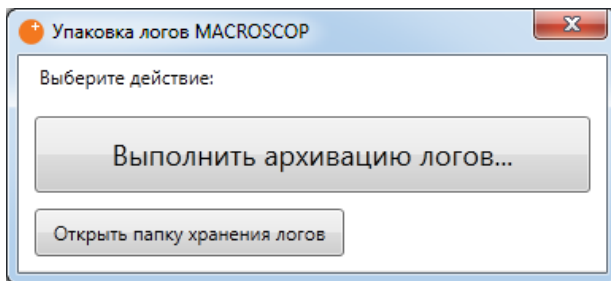 Упаковка логов MACROSCOP
Выберите действие:
Выполнить архивацию логов...
Открыть папку хранения логов